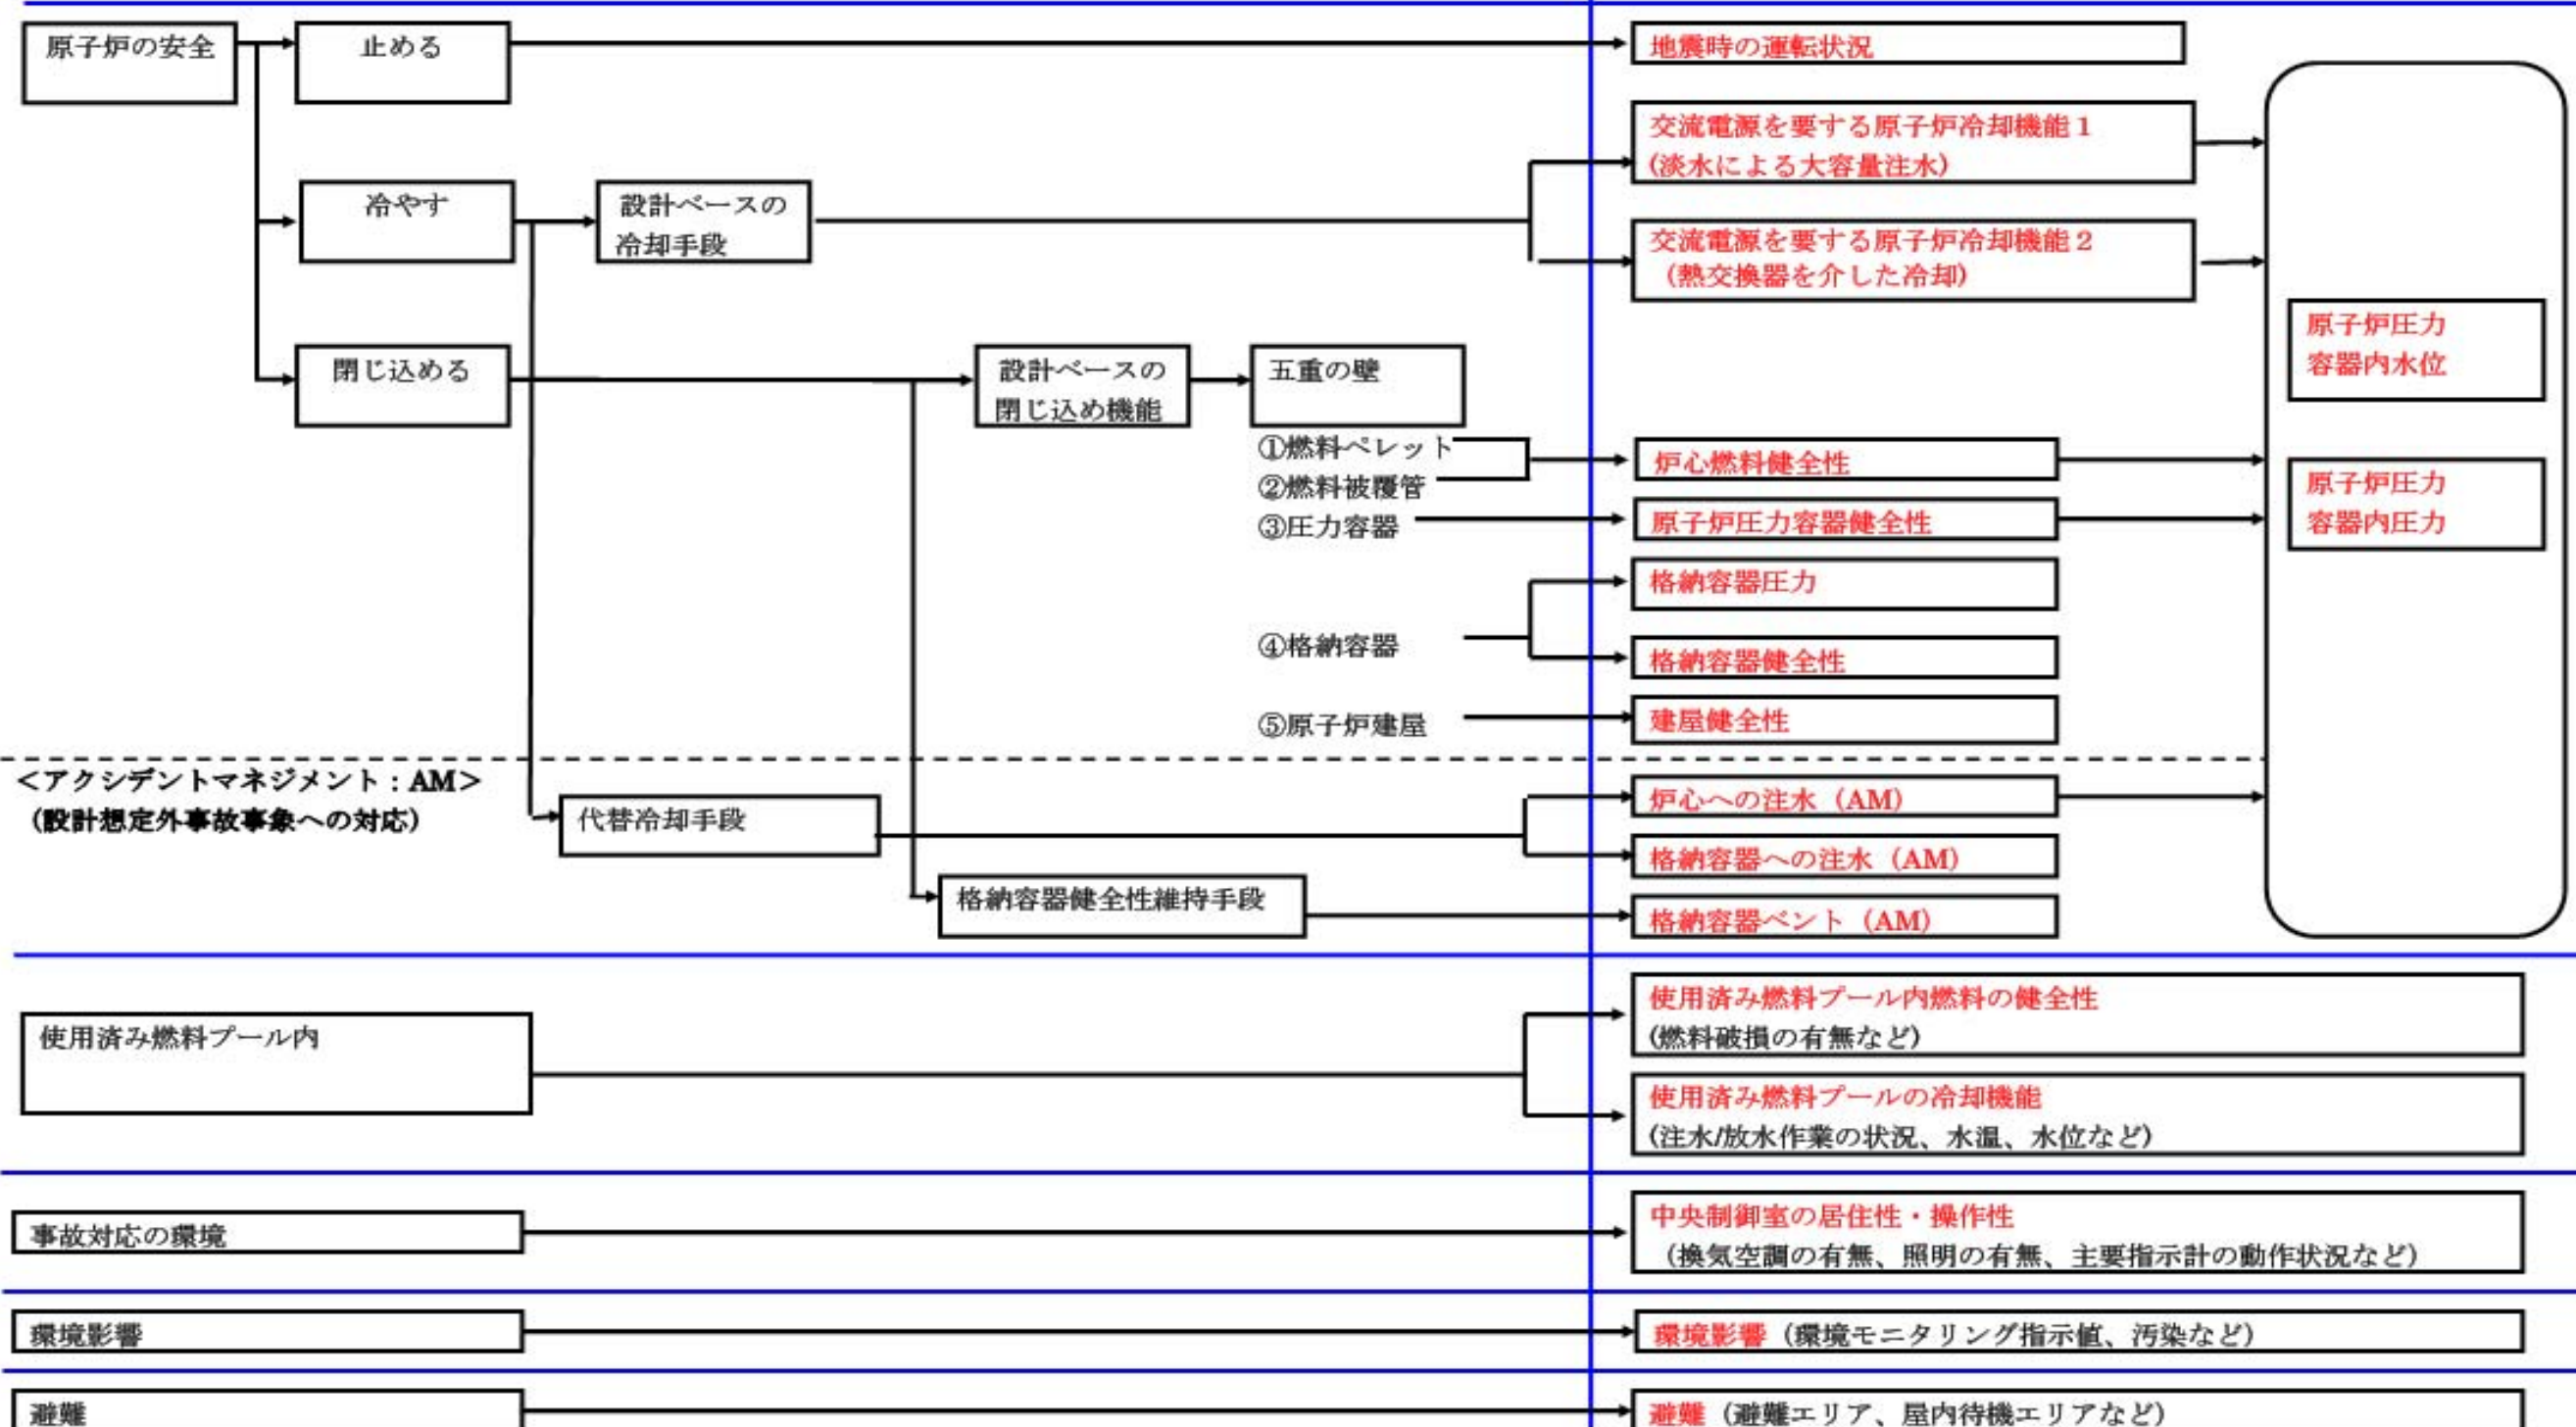 原子炉の安全
止める
地震時の運転状況
交流電源を要する原子炉冷却機能１
(淡水による大容量注水)
冷やす
設計ベースの
冷却手段
交流電源を要する原子炉冷却機能２
（熱交換器を介した冷却）
原子炉圧力
容器内水位
閉じ込める
設計ベースの
閉じ込め機能
五重の壁
①燃料ペレット
②燃料被覆管
③圧力容器
④格納容器
⑤原子炉建屋
炉心燃料健全性
原子炉圧力容器健全性
格納容器圧力
格納容器健全性
建屋健全性
原子炉圧力
容器内圧力
＜アクシデントマネジメント：AM＞
（設計想定外事故事象への対応）
代替冷却手段
格納容器健全性維持手段
炉心への注水（AM）
格納容器への注水（AM）
格納容器ベント（AM）
使用済み燃料プール内
使用済み燃料プール内燃料の健全性
(燃料破損の有無など)
使用済み燃料プールの冷却機能
(注水/放水作業の状況、水温、水位など)
事故対応の環境
中央制御室の居住性・操作性
（換気空調の有無、照明の有無、主要指示計の動作状況など）
環境影響
環境影響（環境モニタリング指示値、汚染など）
避難
避難（避難エリア、屋内待機エリアなど）